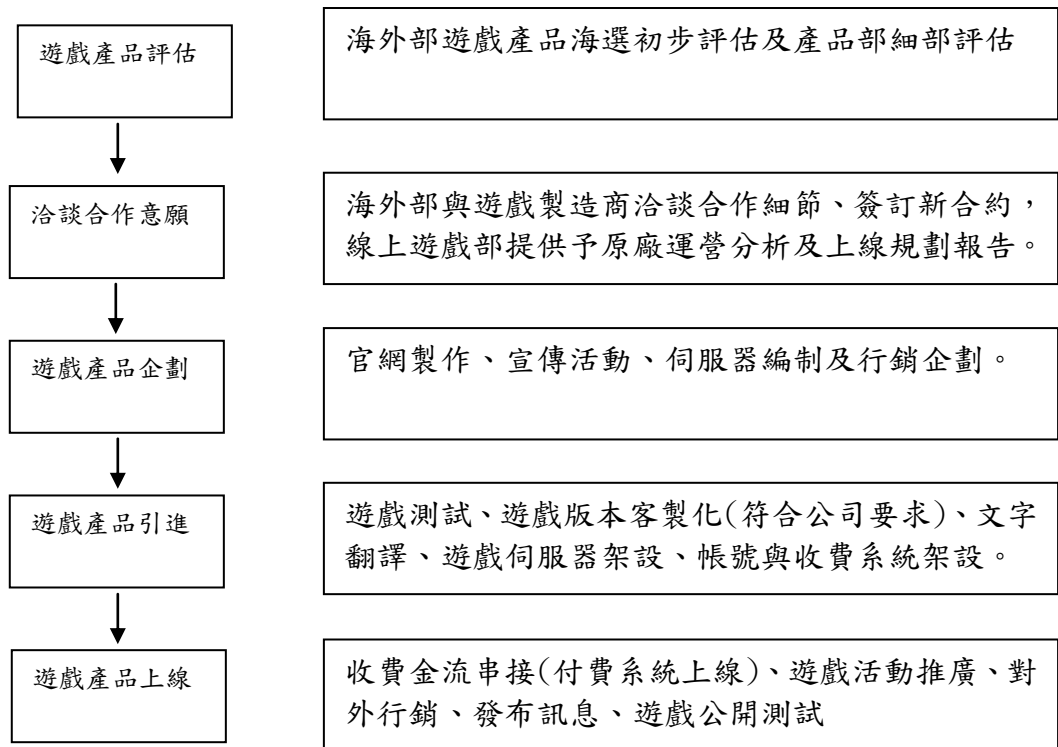 遊戲產品評估
海外部遊戲產品海選初步評估及產品部細部評估
洽談合作意願
海外部與遊戲製造商洽談合作細節、簽訂新合約，
線上遊戲部提供予原廠運營分析及上線規劃報告。
遊戲產品企劃
官網製作、宣傳活動、伺服器編制及行銷企劃。
遊戲產品引進
遊戲測試、遊戲版本客製化(符合公司要求)、文字
翻譯、遊戲伺服器架設、帳號與收費系統架設。
遊戲產品上線
收費金流串接(付費系統上線)、遊戲活動推廣、對
外行銷、發布訊息、遊戲公開測試